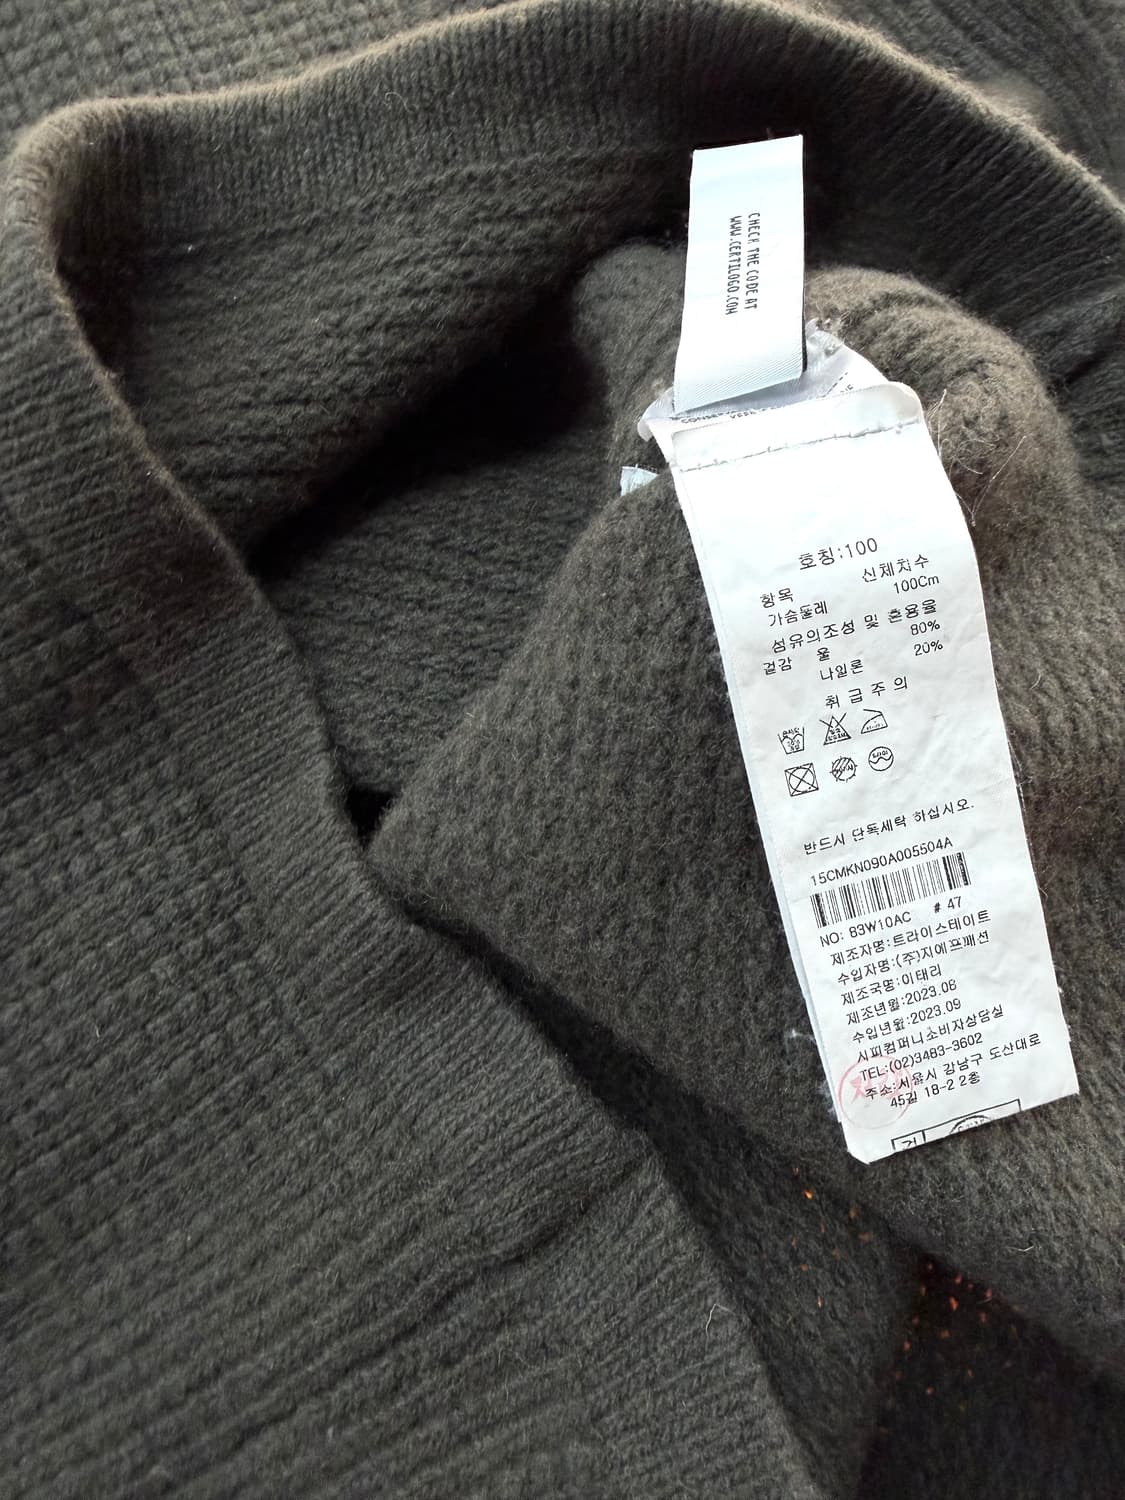 CHECK THE CODE AT
WWW.CERTILOGO.COM
호칭:100
항목 신체치수
가슴둘레 100Cm
섬유의조성 및 혼용율
겉감 울 80%
나일론 20%
취급주의
반드시 단독세탁 하십시오.
15CMKN090A005504A
NO: 83W10AC # 47
제조자명:트라이스테이트
수입자명:(주)지에프패션
제조국명:이태리
제조년월:2023.08
수입년월:2023.09
시피컴퍼니소비자상담실
TEL:(02)3483-3602
주소:서울시 강남구 도산대로
45길 18-2 2층